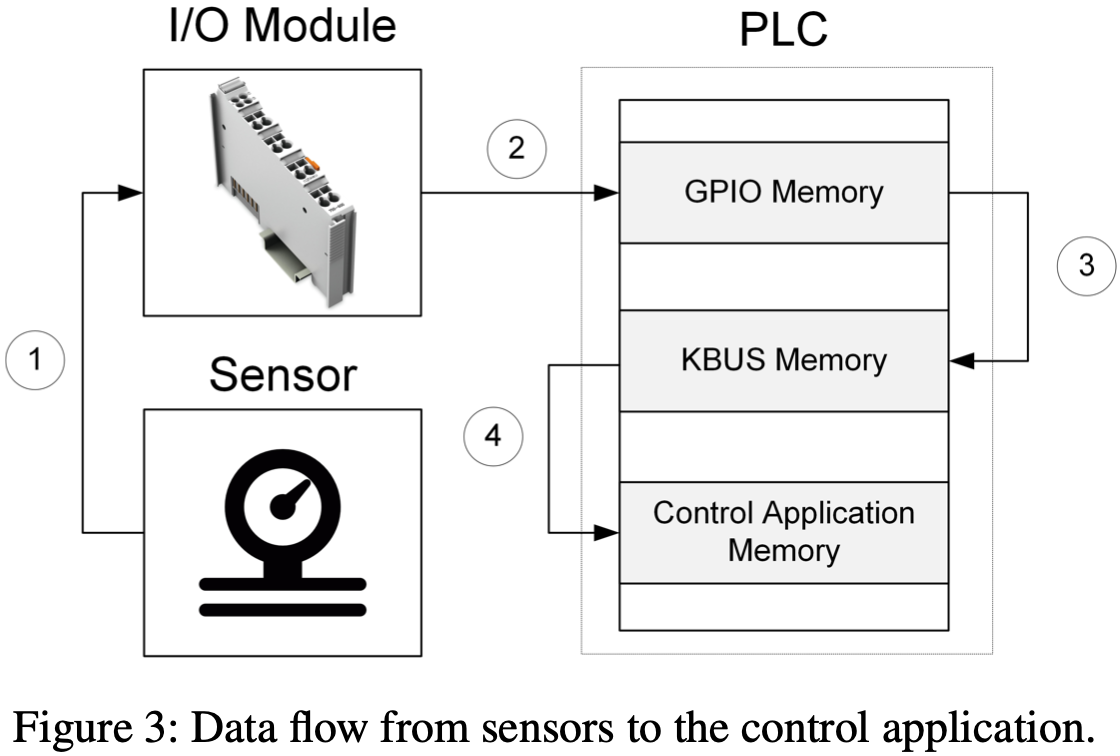 I/O Module
PLC
2
GPIO Memory
3
KBUS Memory
1
Sensor
4
Control Application
Memory
Figure 3: Data flow from sensors to the control application.